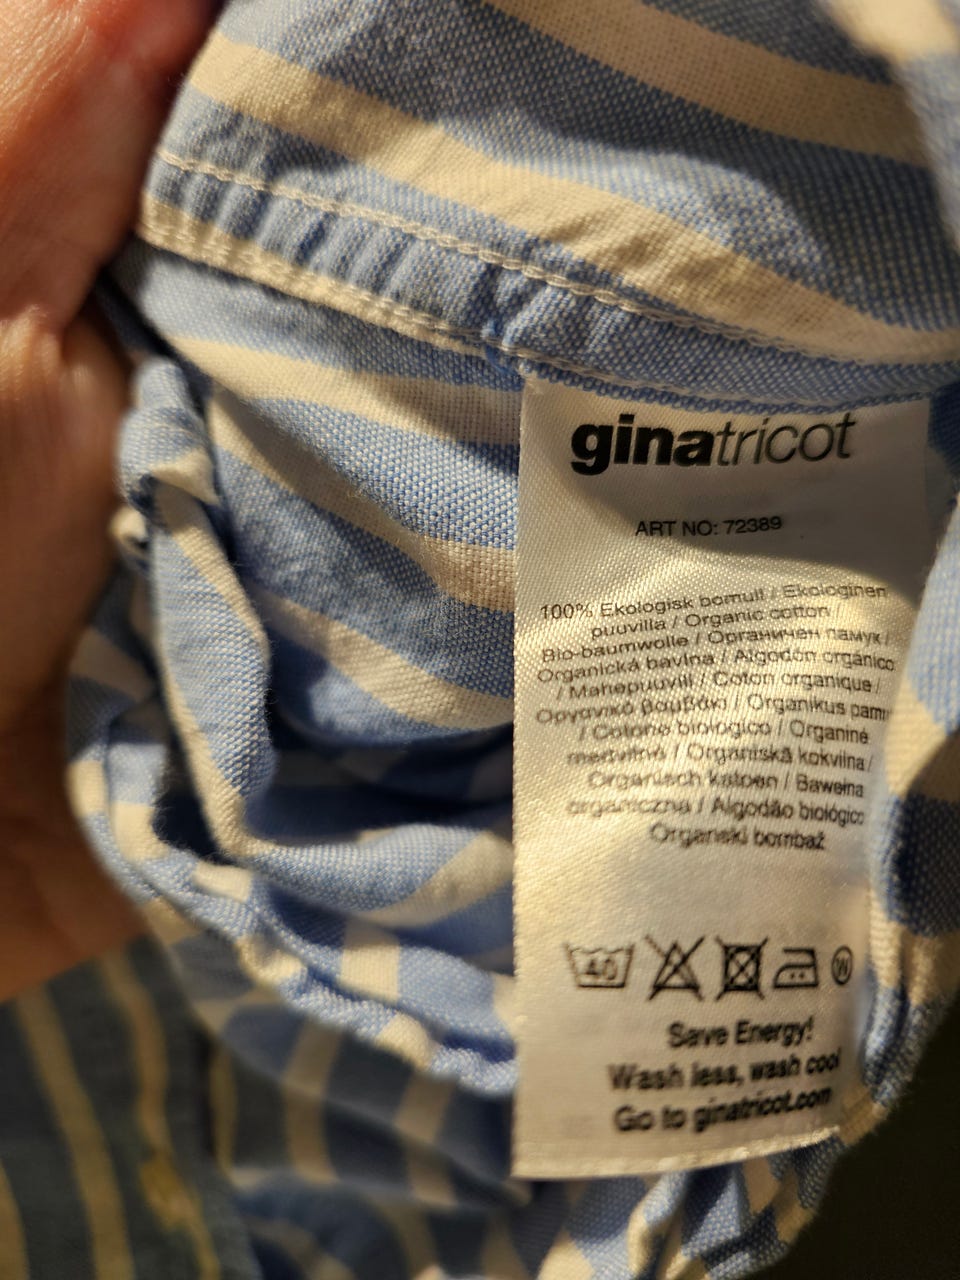 ginatricot
ART NO: 72389
100% Ekologisk bomull / Ekologinen
puuvilla / Organic cotton
Bio-baumwolle / Органичен памук /
Organická bavlna / Algodón orgánico
/ Mahepuuvill / Coton organique /
Οργανικό βαμβάκι / Organikus pamut
/ Cotone biologico / Organinė
medvilnė / Organiskā kokvilna /
Organisch katoen / Bawełna
organiczna / Algodão biológico
Organski bombaž
40
W
Save Energy!
Wash less, wash cool
Go to ginatricot.com